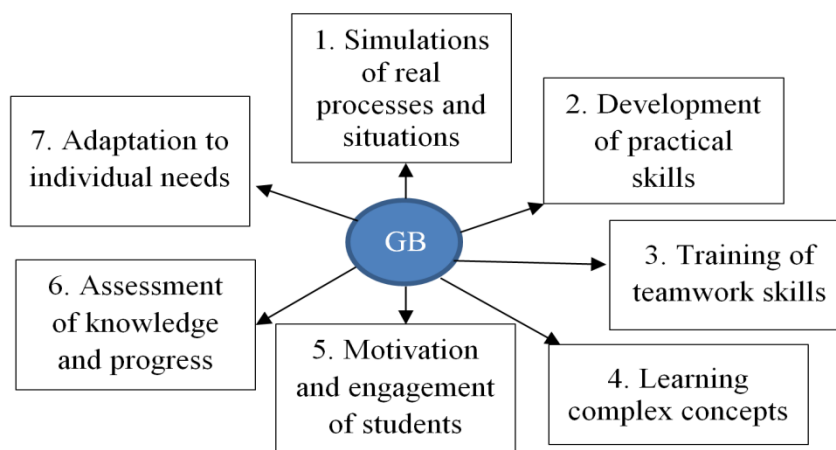 1. Simulations
of real
processes and
situations
2. Development
of practical
skills
3. Training of
teamwork skills
4. Learning
complex concepts
5. Motivation
and engagement
of students
6. Assessment
of knowledge
and progress
7. Adaptation to
individual needs
GB